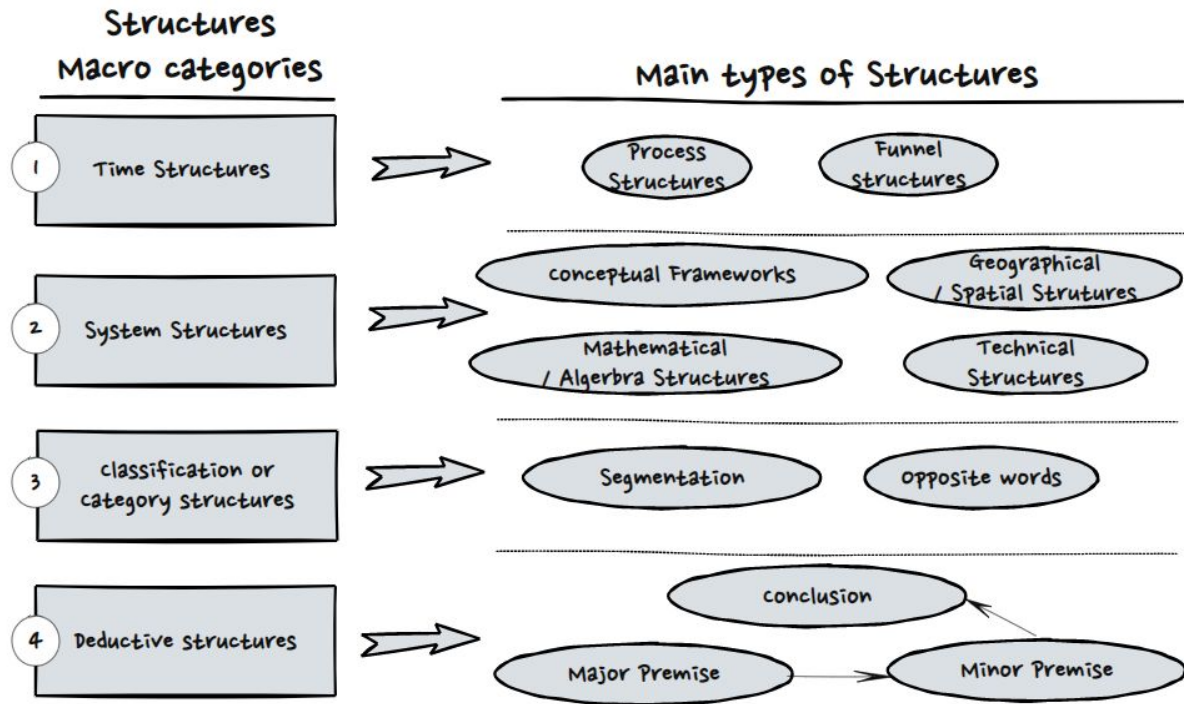 Structures
Macro categories
Main types of Structures
1
Time Structures
Process
Structures
Funnel
structures
2
System Structures
Conceptual Frameworks
Geographical
/ Spatial Strutures
Mathematical
/ Algerbra Structures
Technical
Structures
3
Classification or
category structures
Segmentation
Opposite words
4
Deductive structures
Conclusion
Major Premise
Minor Premise